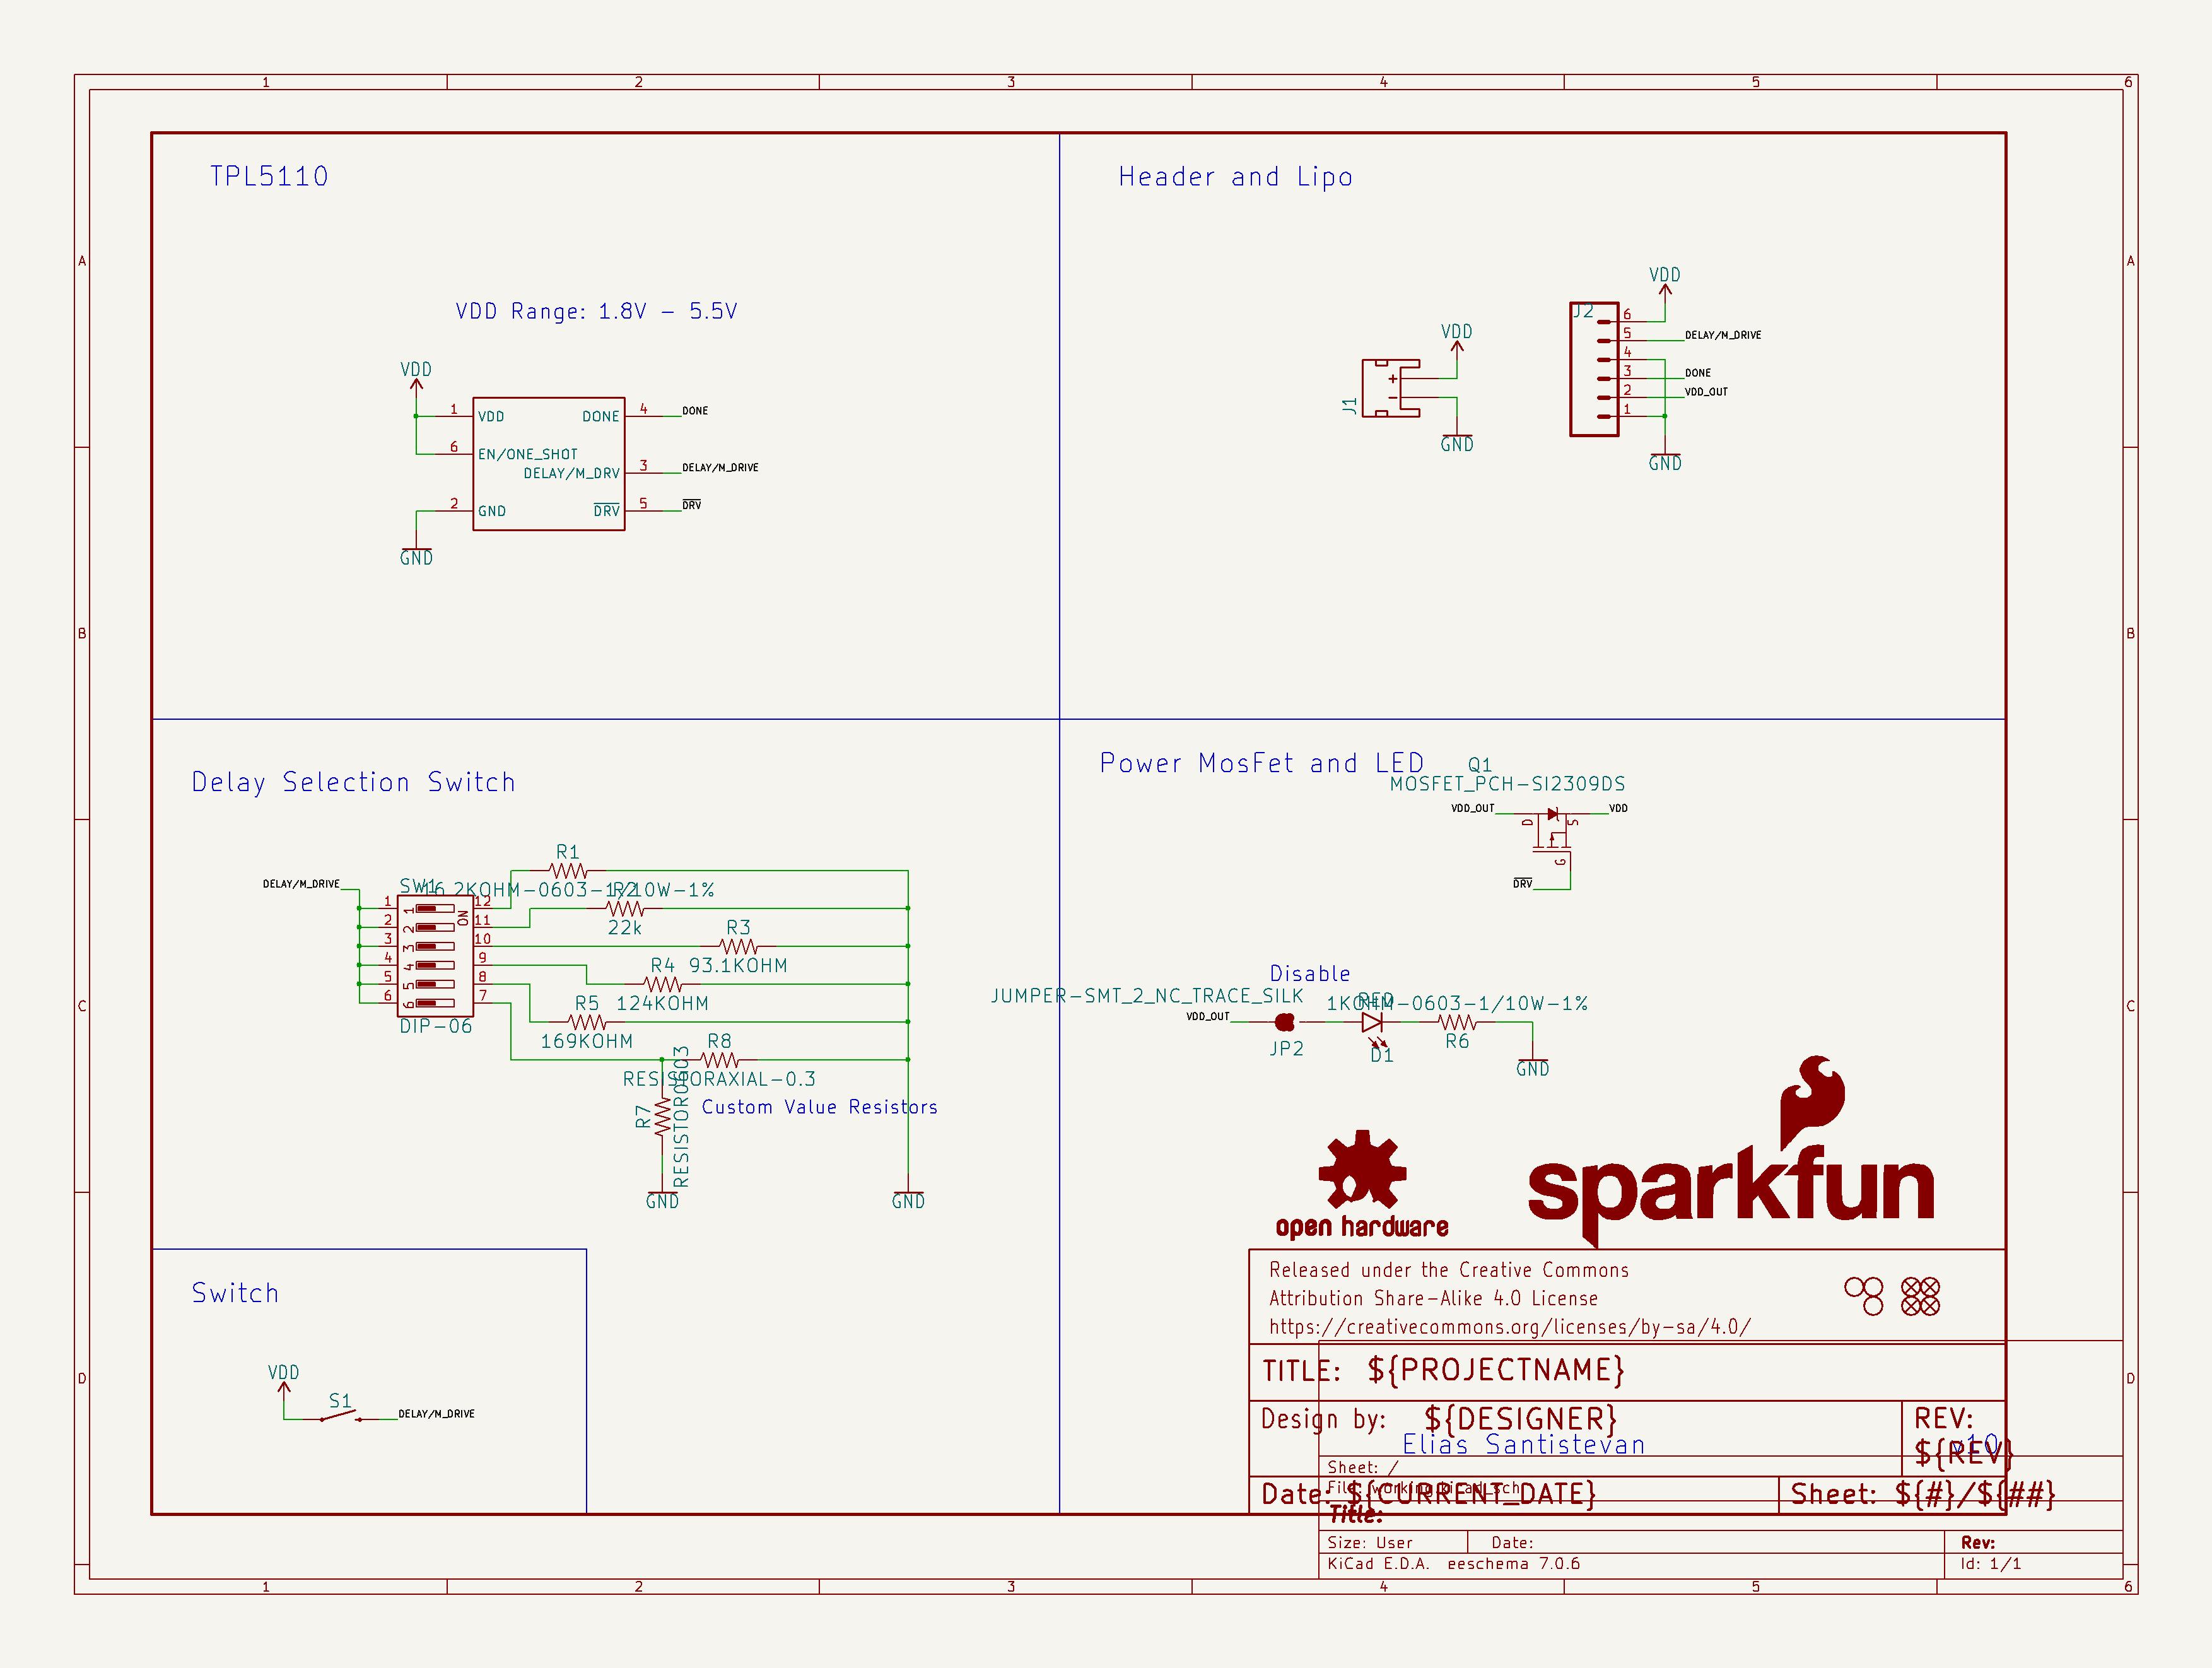 1 2 3 4 5 6
A A
B B
C C
D D
TPL5110
VDD Range: 1.8V - 5.5V
VDD
1 VDD
6 EN/ONE_SHOT
2 GND
GND
DONE 4 DONE
DELAY/M_DRV 3 DELAY/M_DRIVE
DRV 5 DRV
Header and Lipo
VDD
J1
+
-
GND
VDD
J2
6
5 DELAY/M_DRIVE
4
3 DONE
2 VDD_OUT
1
GND
Delay Selection Switch
DELAY/M_DRIVE
SW1
1 1 12
2 2 11
3 3 10
4 4 9
5 5 8
6 6 7
ON
DIP-06
R1
16.2KOHM-0603-1/10W-1%
R2
22k
R3
93.1KOHM
R4
124KOHM
R5
169KOHM
R8
RESISTORAXIAL-0.3
R7
RESISTOR0603
Custom Value Resistors
GND
GND
Power MosFet and LED
Q1
MOSFET_PCH-SI2309DS
VDD_OUT
D S
G
VDD
DRV
Disable
JUMPER-SMT_2_NC_TRACE_SILK
VDD_OUT
JP2
RED
D1
1KOHM-0603-1/10W-1%
R6
GND
Switch
VDD
S1
DELAY/M_DRIVE
open hardware
sparkfun
Released under the Creative Commons
Attribution Share-Alike 4.0 License
https://creativecommons.org/licenses/by-sa/4.0/
TITLE: ${PROJECTNAME}
Design by: ${DESIGNER}
Elias Santistevan
REV:
${REV}
v10
Sheet: /
File: working.kicad_sch
Date: ${CURRENT_DATE}
Sheet: ${#}/${##}
Title:
Size: User Date: Rev:
KiCad E.D.A. eeschema 7.0.6 Id: 1/1
1 2 3 4 5 6